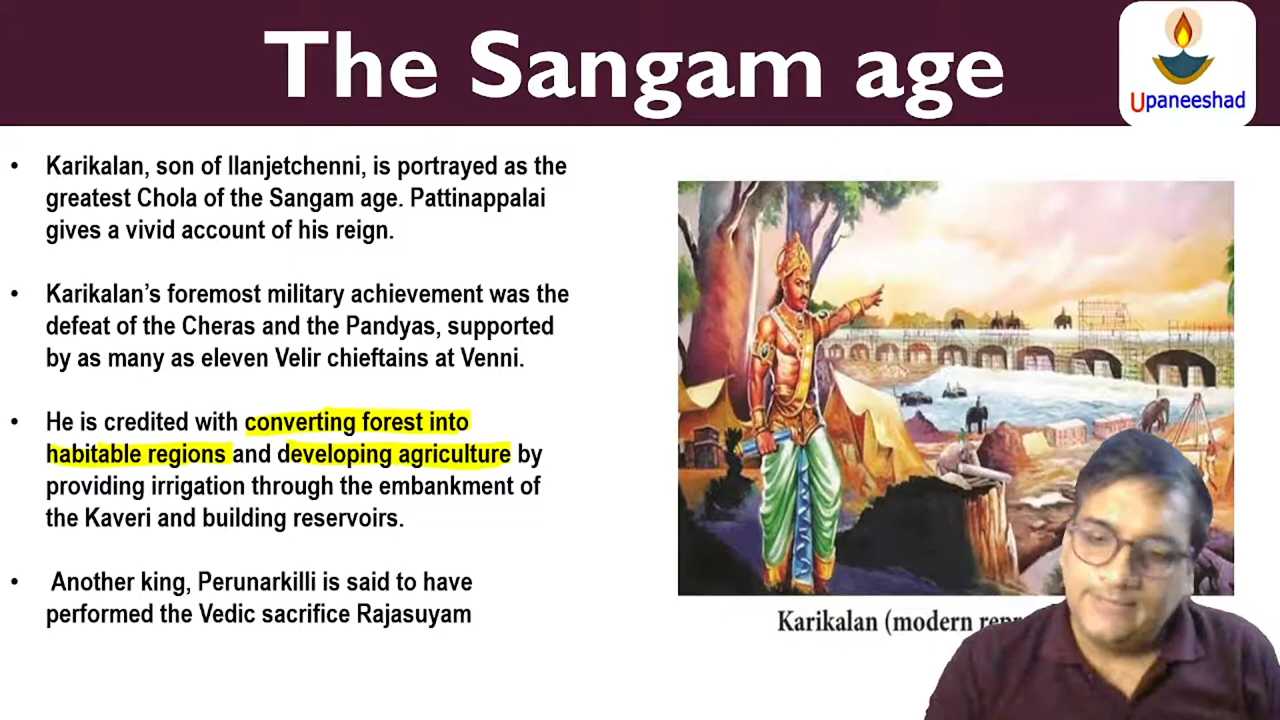 The Sangam age
Upaneeshad
• Karikalan, son of Ilanjetchenni, is portrayed as the
greatest Chola of the Sangam age. Pattinappalai
gives a vivid account of his reign.
• Karikalan’s foremost military achievement was the
defeat of the Cheras and the Pandyas, supported
by as many as eleven Velir chieftains at Venni.
• He is credited with converting forest into
habitable regions and developing agriculture by
providing irrigation through the embankment of
the Kaveri and building reservoirs.
• Another king, Perunarkilli is said to have
performed the Vedic sacrifice Rajasuyam
Karikalan (modern